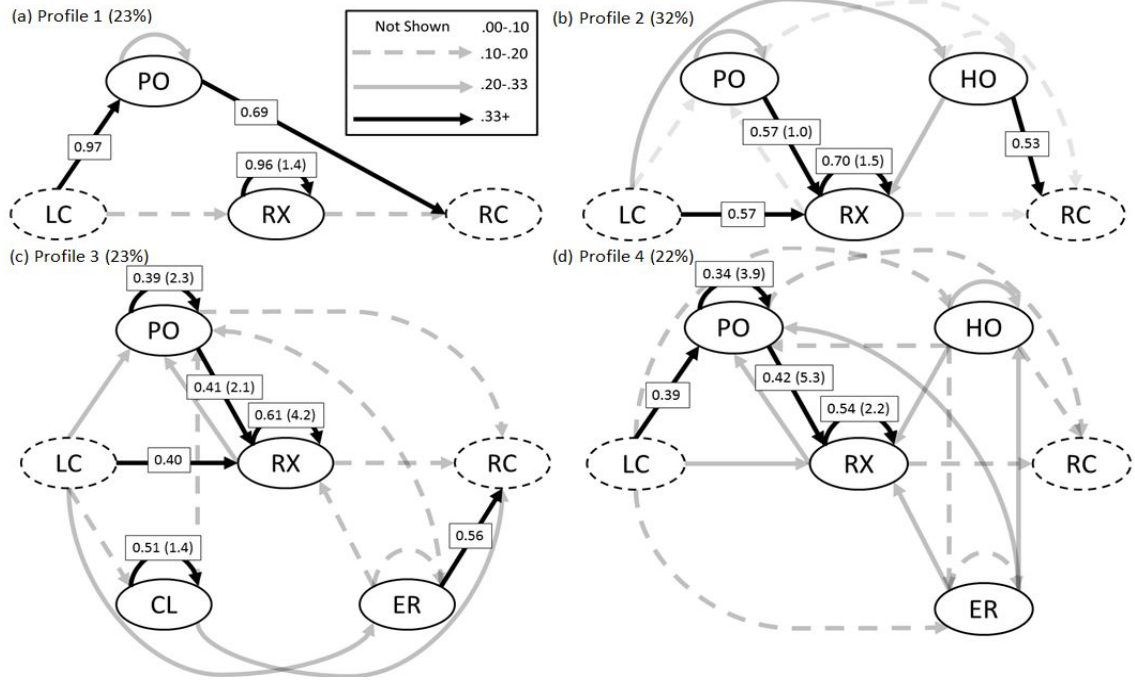 (a) Profile 1 (23%)
PO
0.97
0.69
0.96 (1.4)
LC
RX
RC
Not Shown .00-.10
.10-.20
.20-.33
.33+
(b) Profile 2 (32%)
PO
HO
0.57 (1.0)
0.70 (1.5)
0.53
LC
0.57
RX
RC
(c) Profile 3 (23%)
0.39 (2.3)
PO
0.41 (2.1)
0.61 (4.2)
LC
0.40
RX
RC
0.51 (1.4)
0.56
CL
ER
(d) Profile 4 (22%)
0.34 (3.9)
PO
HO
0.39
0.42 (5.3)
0.54 (2.2)
LC
RX
RC
ER